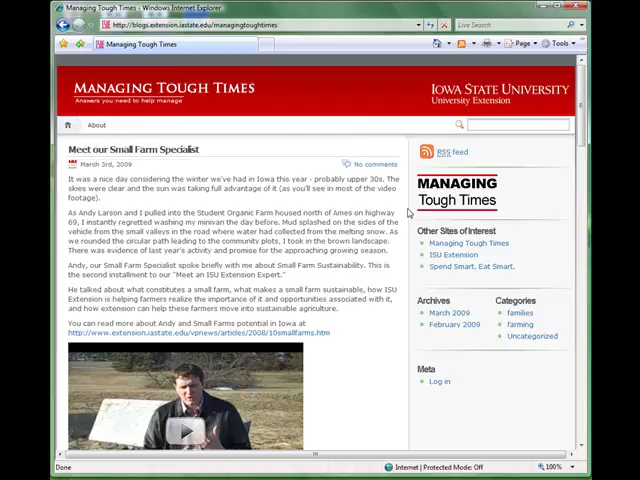 Managing Tough Times - Windows Internet Explorer
http://blogs.extension.iastate.edu/managingtoughtimes
Live Search
Managing Tough Times
Page
Tools
MANAGING TOUGH TIMES
Answers you need to help manage
IOWA STATE UNIVERSITY
University Extension
About
Meet our Small Farm Specialist
March 3rd, 2009
No comments
It was a nice day considering the winter we've had in Iowa this year - probably upper 30s. The
skies were clear and the sun was taking full advantage of it (as you'll see in most of the video
footage).
As Andy Larson and I pulled into the Student Organic Farm housed north of Ames on highway
69, I instantly regretted washing my minivan the day before. Mud splashed on the sides of the
vehicle from the small valleys in the road where water had collected from the melting snow. As
we rounded the circular path leading to the community plots, I took in the brown landscape.
There was evidence of last year's activity and promise for the approaching growing season.
Andy, our Small Farm Specialist spoke briefly with me about Small Farm Sustainability. This is
the second installment to our "Meet an ISU Extension Expert."
He talked about what constitutes a small farm, what makes a small farm sustainable, how ISU
Extension is helping farmers realize the importance of it and opportunities associated with it,
and how extension can help these farmers move into sustainable agriculture.
You can read more about Andy and Small Farms potential in Iowa at
http://www.extension.iastate.edu/vpnews/articles/2008/10smallfarms.htm
RSS feed
MANAGING
Tough Times
Other Sites of Interest
Managing Tough Times
ISU Extension
Spend Smart. Eat Smart.
Archives
March 2009
February 2009
Categories
families
farming
Uncategorized
Meta
Log in
Done
Internet | Protected Mode: Off
100%